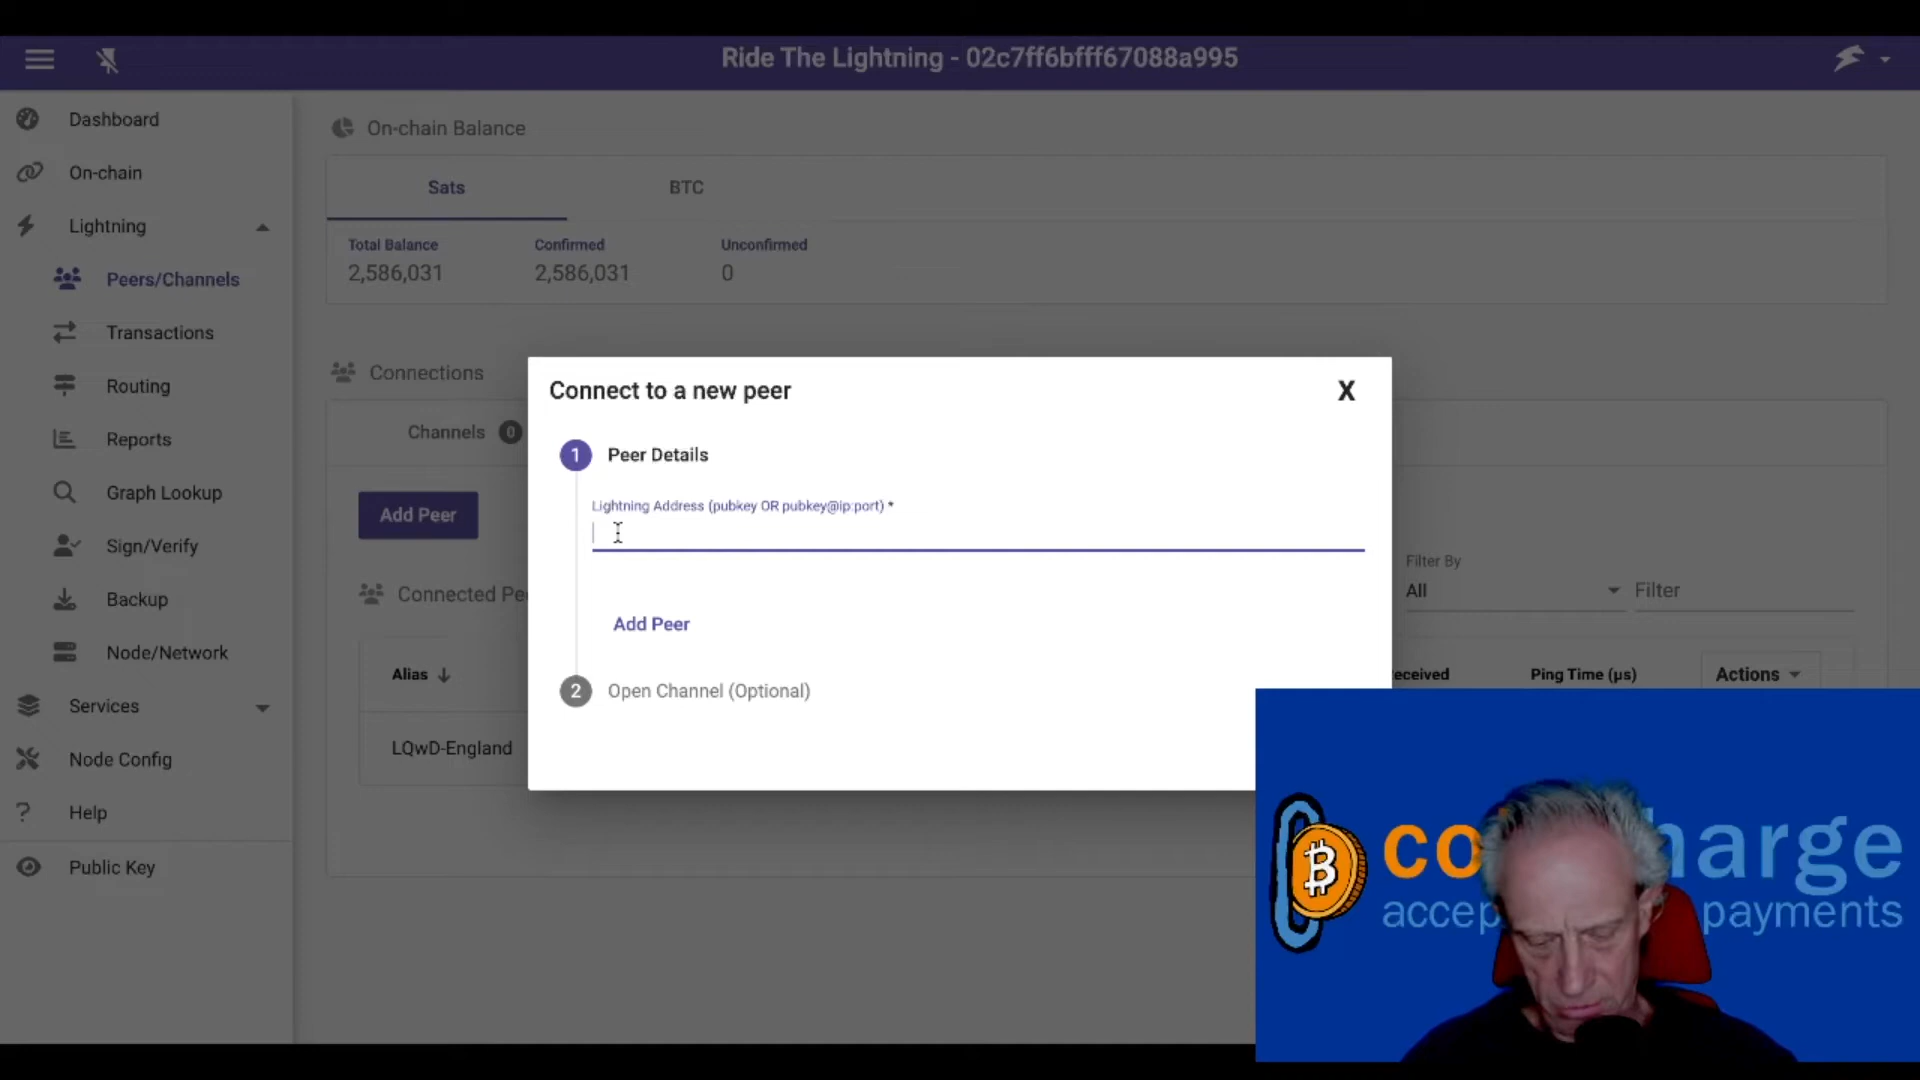 Ride The Lightning - 02c7ff6bfff67088a995
Dashboard
On-chain
Lightning
Peers/Channels
Transactions
Routing
Reports
Graph Lookup
Sign/Verify
Backup
Node/Network
Services
Node Config
? Help
Public Key
On-chain Balance
Sats BTC
Total Balance Confirmed Unconfirmed
2,586,031 2,586,031 0
Connections
Channels 0
Add Peer
Connected Pe
Filter By
All Filter
Alias eceived Ping Time (µs) Actions
LQwD-England
Connect to a new peer X
1 Peer Details
Lightning Address (pubkey OR pubkey@ip:port) *
Add Peer
2 Open Channel (Optional)
co harge
accep payments